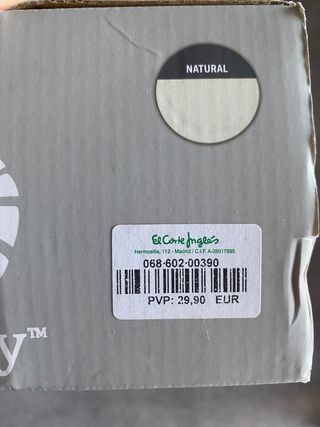 NATURAL
El Corte Inglés
Hermosilla, 112 - Madrid / C.I.F. A-28017895
068-602-00390
PVP: 29,90 EUR
y™